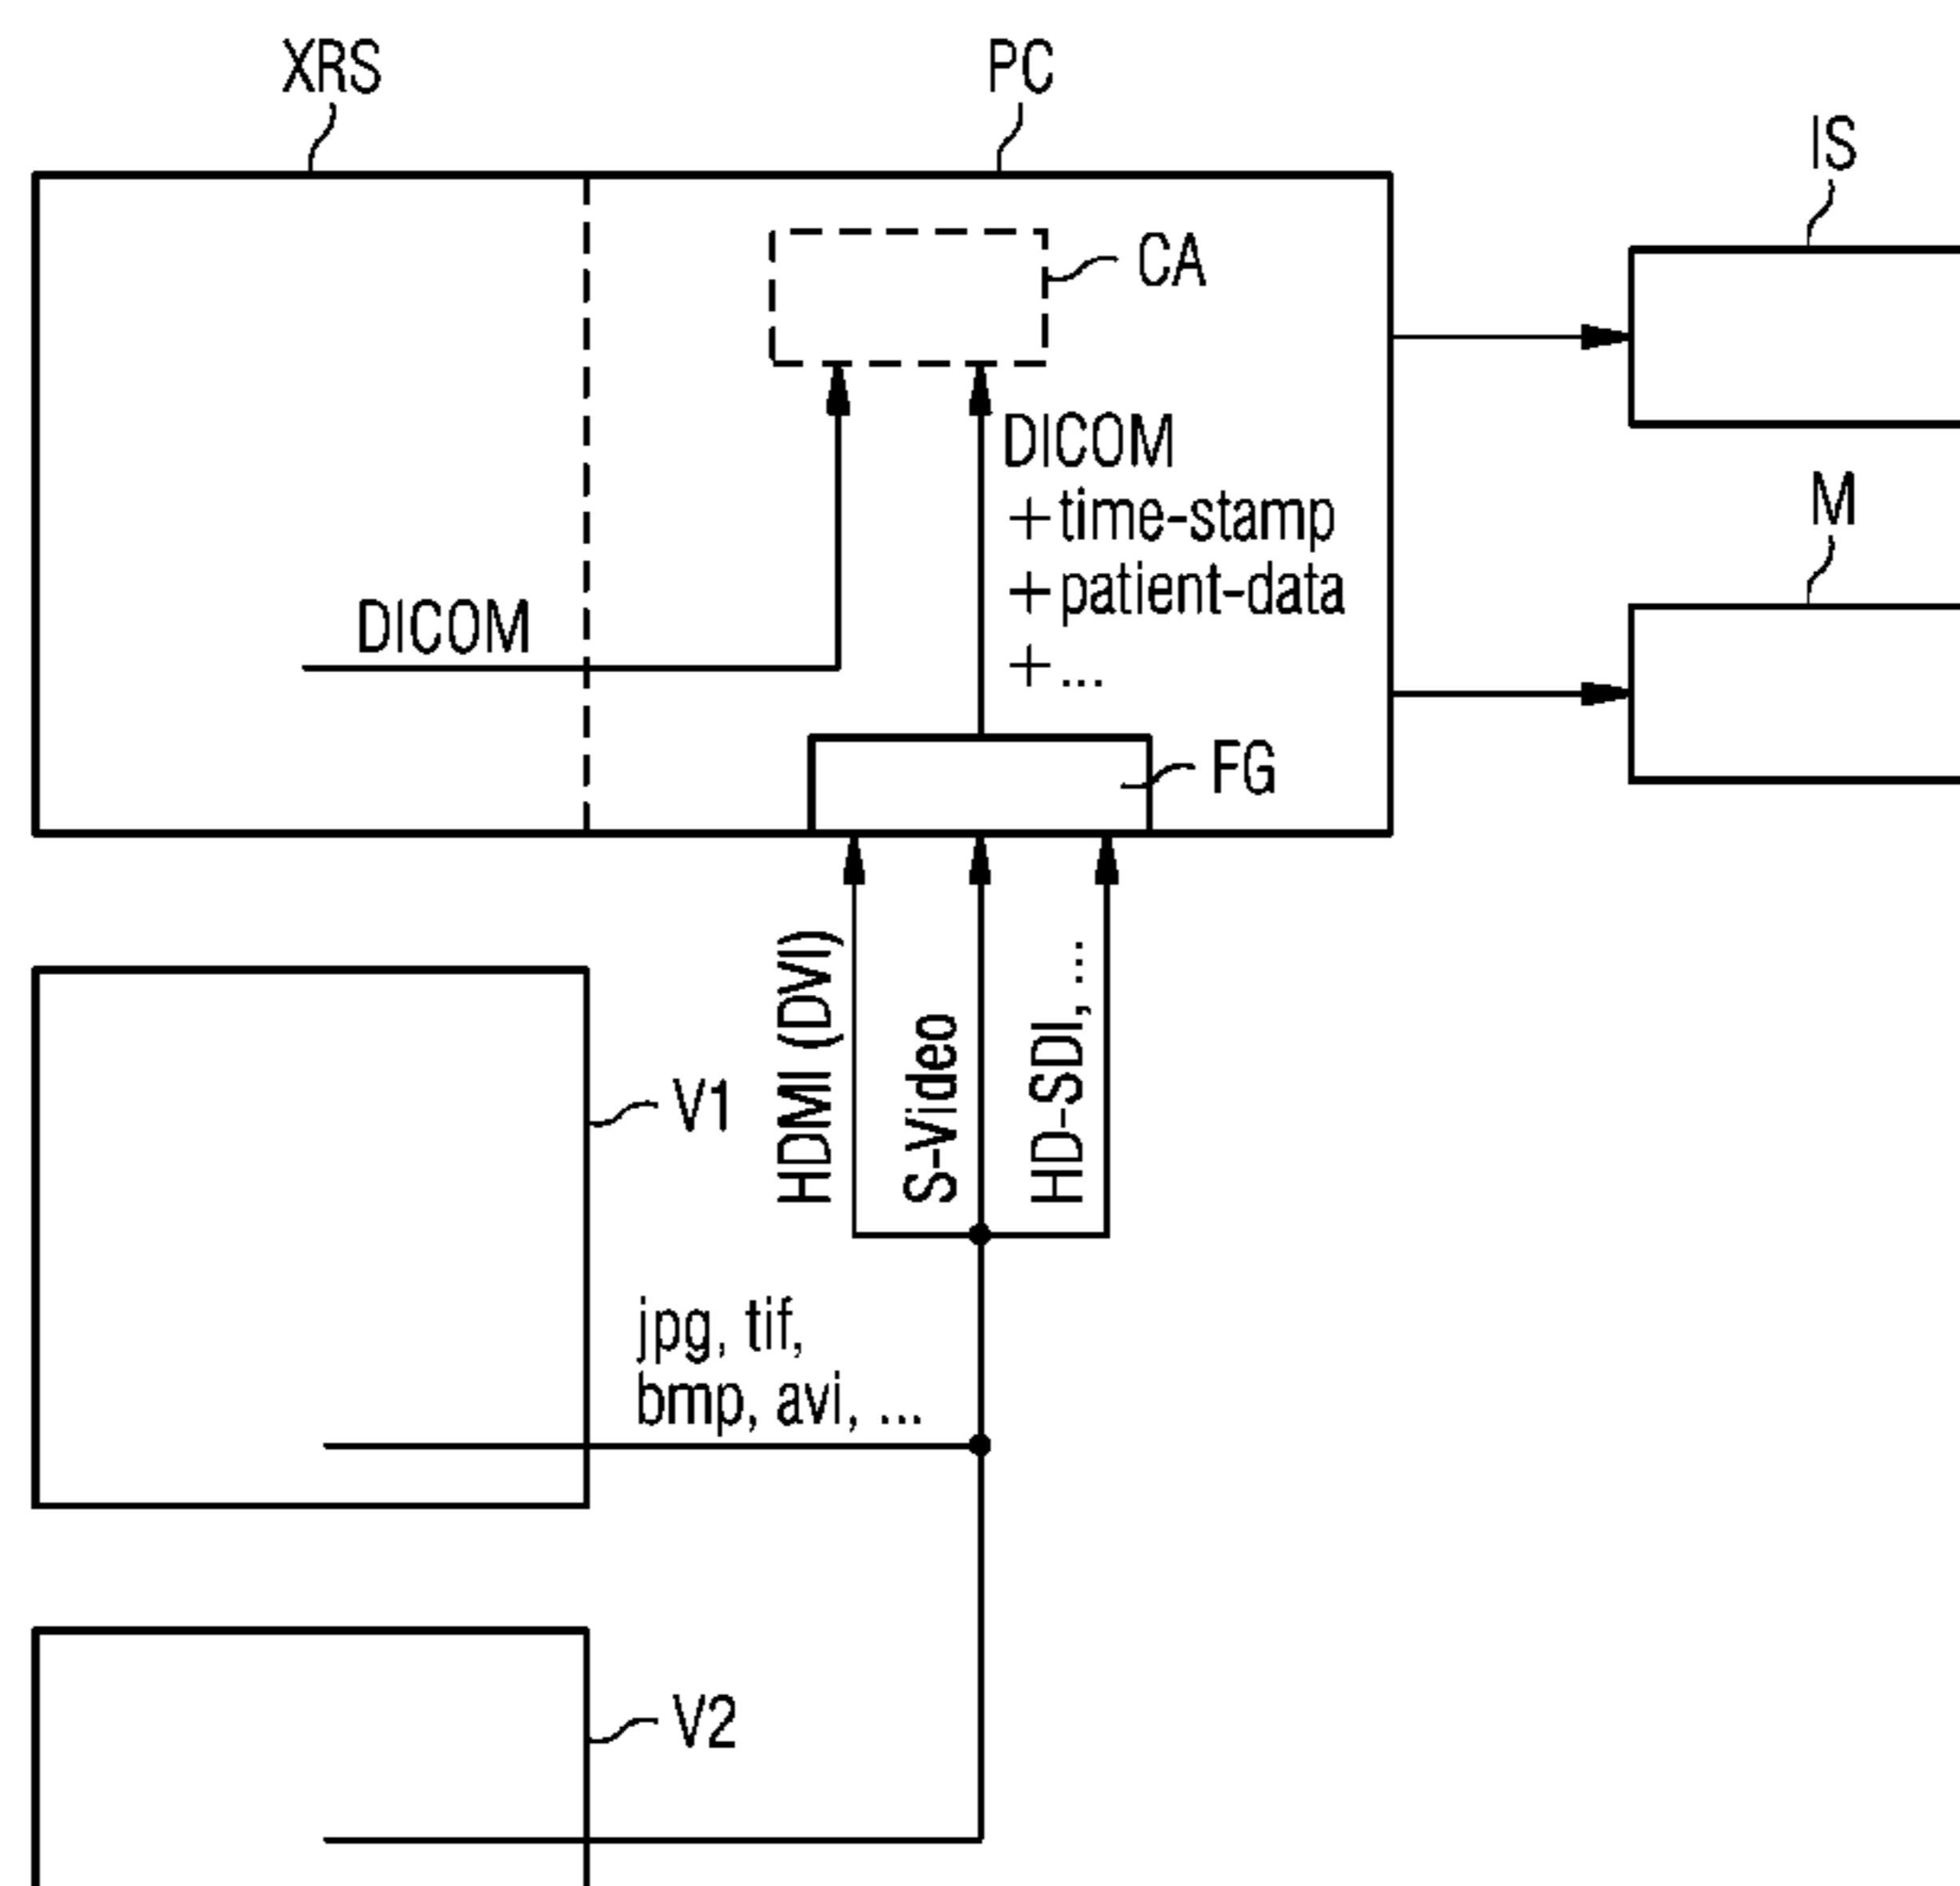 XRS
PC
IS
CA
DICOM
+time-stamp
+patient-data
+...
M
DICOM
FG
HDMI (DVI)
S-Video
HD-SDI, ...
V1
jpg, tif,
bmp, avi, ...
V2